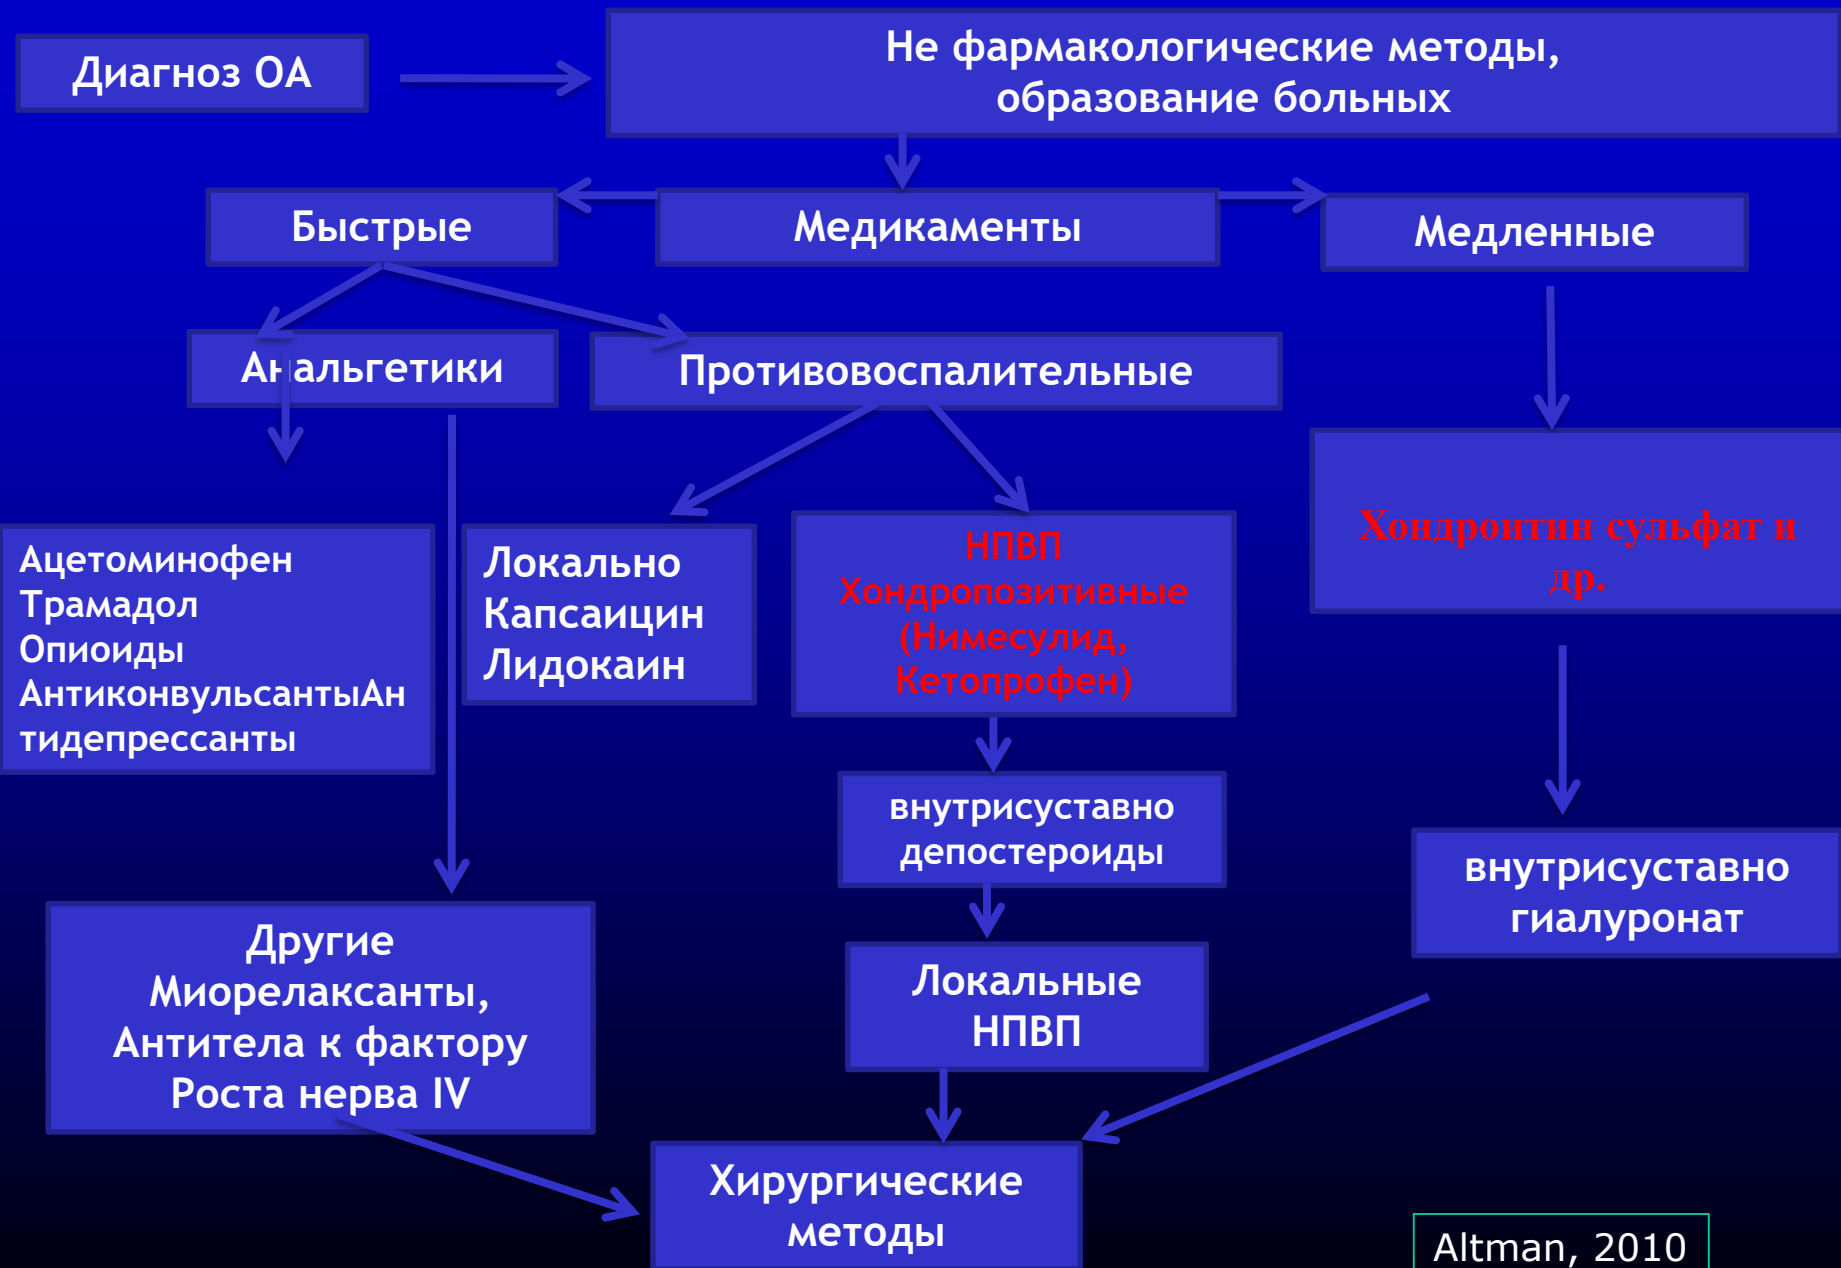 Диагноз ОА
Не фармакологические методы,
образование больных
Быстрые
Медикаменты
Медленные
Анальгетики
Противовоспалительные
Хондроитин сульфат и
др.
Ацетоминофен
Трамадол
Опиоиды
АнтиконвульсантыАн
тидепрессанты
Локально
Капсаицин
Лидокаин
НПВП
Хондропозитивные
(Нимесулид,
Кетопрофен)
внутрисуставно
депостероиды
внутрисуставно
гиалуронат
Другие
Миорелаксанты,
Антитела к фактору
Роста нерва IV
Локальные
НПВП
Хирургические
методы
Altman, 2010